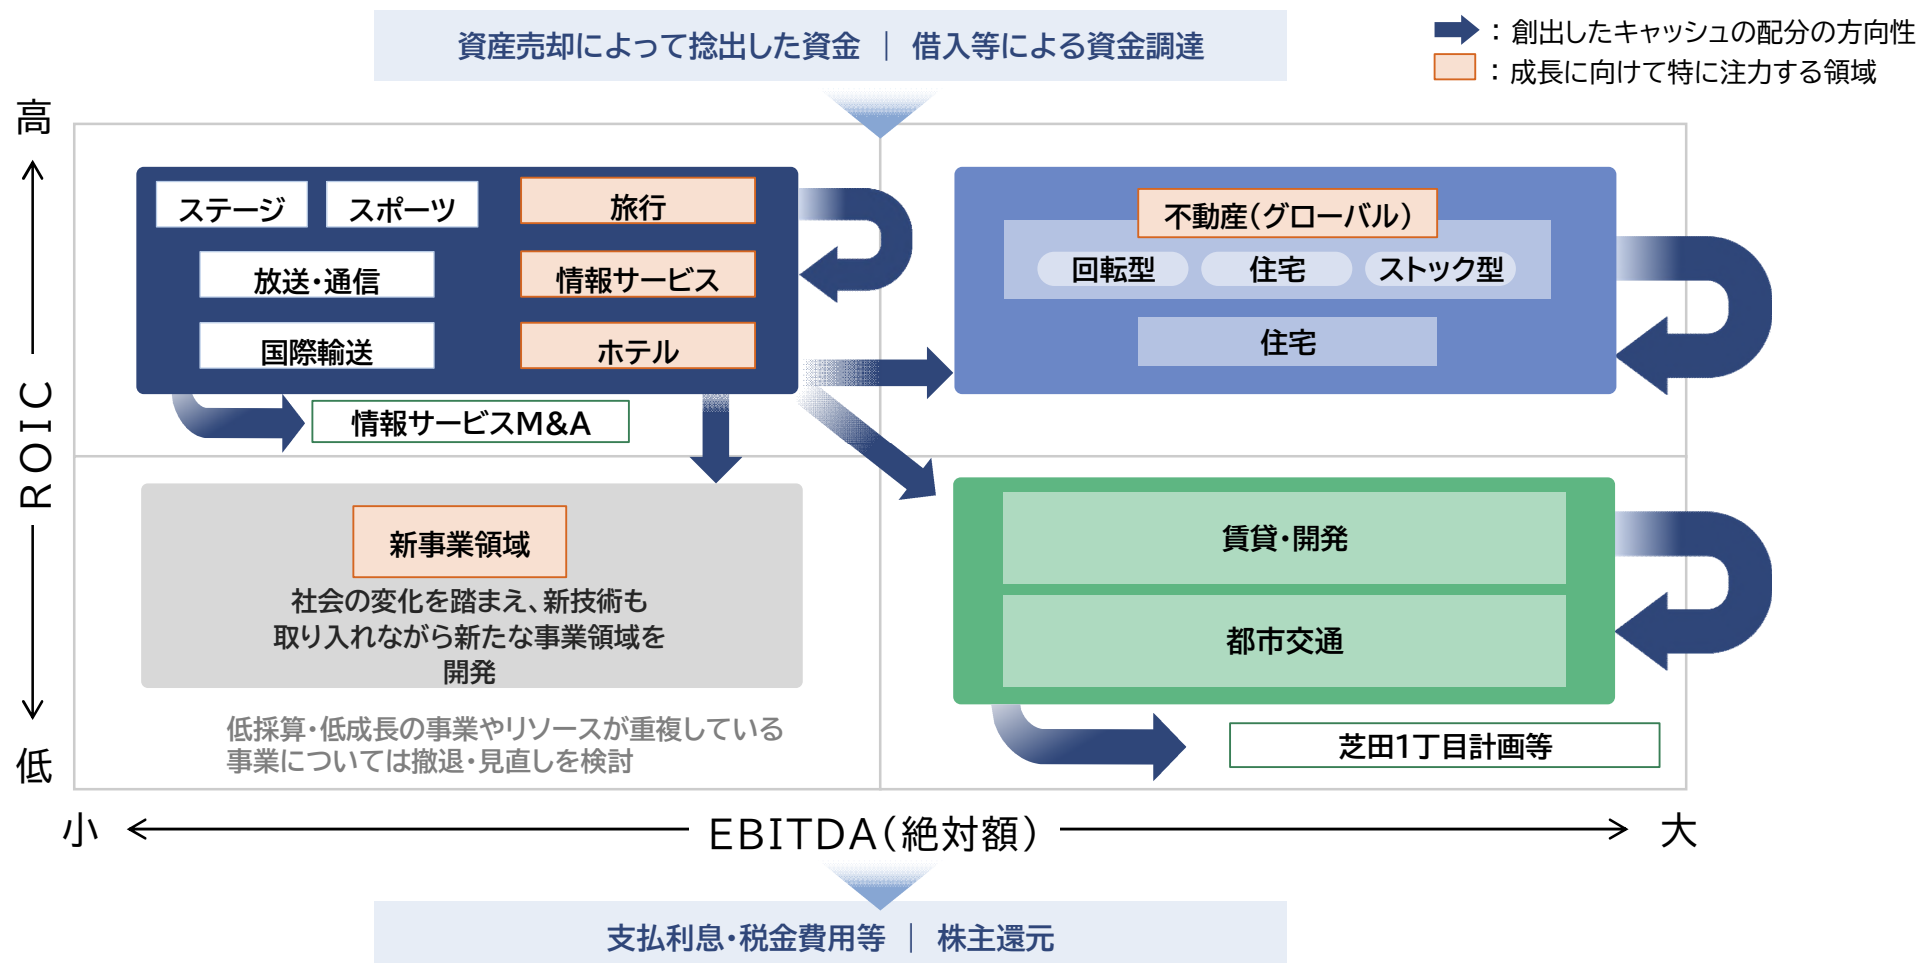 資産売却によって捻出した資金 | 借入等による資金調達
：創出したキャッシュの配分の方向性
：成長に向けて特に注力する領域
高
ROIC
低
ステージ
スポーツ
旅行
放送・通信
情報サービス
国際輸送
ホテル
情報サービスM&A
不動産（グローバル）
回転型
住宅
ストック型
住宅
新事業領域
社会の変化を踏まえ、新技術も
取り入れながら新たな事業領域を
開発
低採算・低成長の事業やリソースが重複している
事業については撤退・見直しを検討
賃貸・開発
都市交通
芝田1丁目計画等
小
EBITDA（絶対額）
大
支払利息・税金費用等 | 株主還元